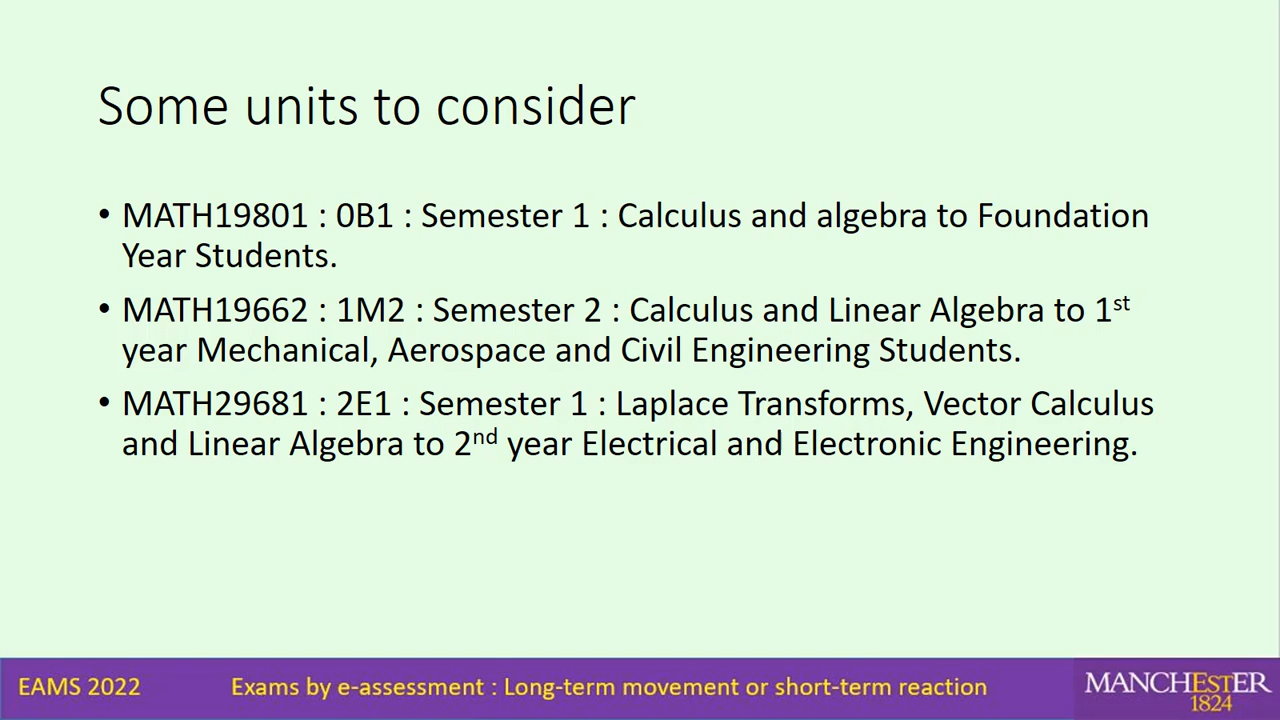 Some units to consider
• MATH19801 : 0B1 : Semester 1 : Calculus and algebra to Foundation
Year Students.
• MATH19662 : 1M2 : Semester 2 : Calculus and Linear Algebra to 1st
year Mechanical, Aerospace and Civil Engineering Students.
• MATH29681 : 2E1 : Semester 1 : Laplace Transforms, Vector Calculus
and Linear Algebra to 2nd year Electrical and Electronic Engineering.
EAMS 2022
Exams by e-assessment : Long-term movement or short-term reaction
MANCHESTER
1824